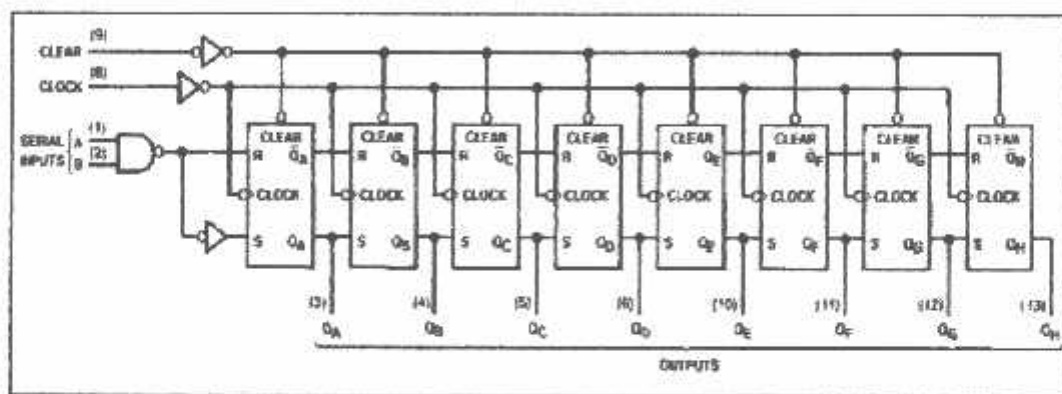 CLEAR (9)
CLOCK (8)
SERIAL INPUTS A (1)
B (2)
CLEAR CLEAR CLEAR CLEAR CLEAR CLEAR CLEAR CLEAR
R Q̅A R Q̅B R Q̅C R Q̅D R Q̅E R Q̅F R Q̅G R Q̅H
CLOCK CLOCK CLOCK CLOCK CLOCK CLOCK CLOCK CLOCK
S QA S QB S QC S QD S QE S QF S QG S QH
(3) (4) (5) (6) (10) (11) (12) (13)
QA QB QC QD QE QF QG QH
OUTPUTS